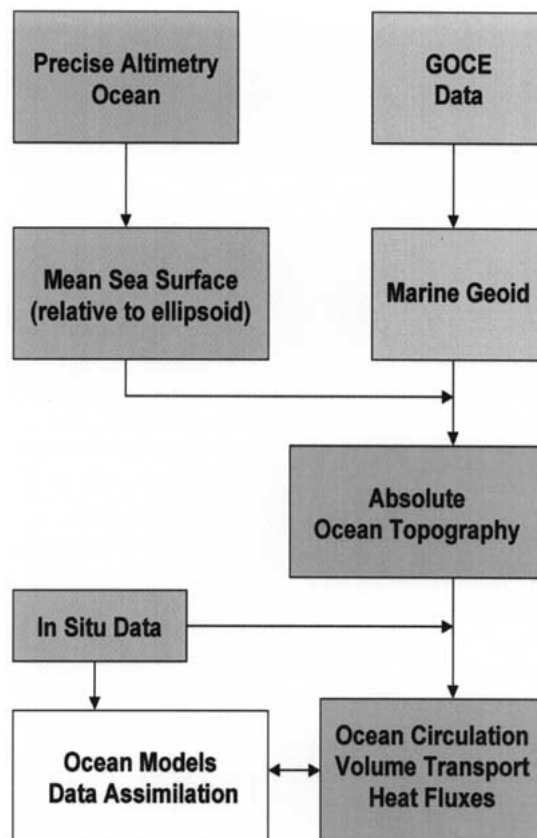 Precise Altimetry
Ocean
GOCE
Data
Mean Sea Surface
(relative to ellipsoid)
Marine Geoid
Absolute
Ocean Topography
In Situ Data
Ocean Models
Data Assimilation
Ocean Circulation
Volume Transport
Heat Fluxes